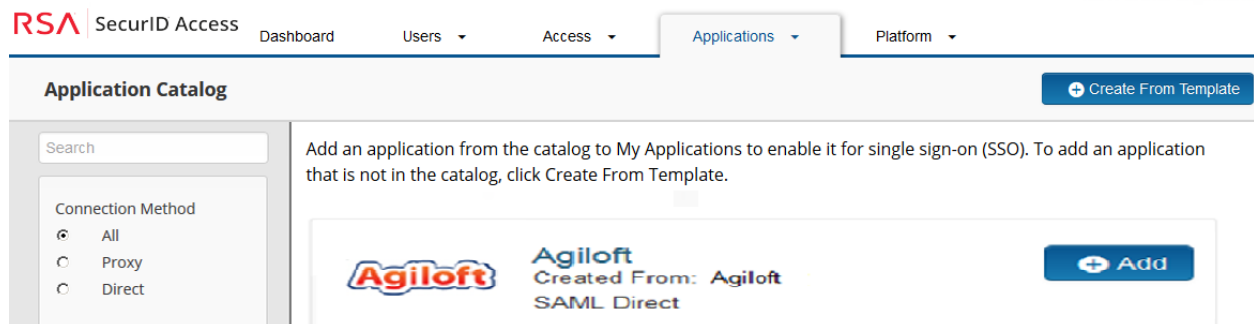 RSA SecurID Access
Dashboard Users Access Applications Platform
Application Catalog
Create From Template
Search
Add an application from the catalog to My Applications to enable it for single sign-on (SSO). To add an application
that is not in the catalog, click Create From Template.
Connection Method
All
Proxy
Direct
Agiloft
Agiloft
Created From: Agiloft
SAML Direct
Add